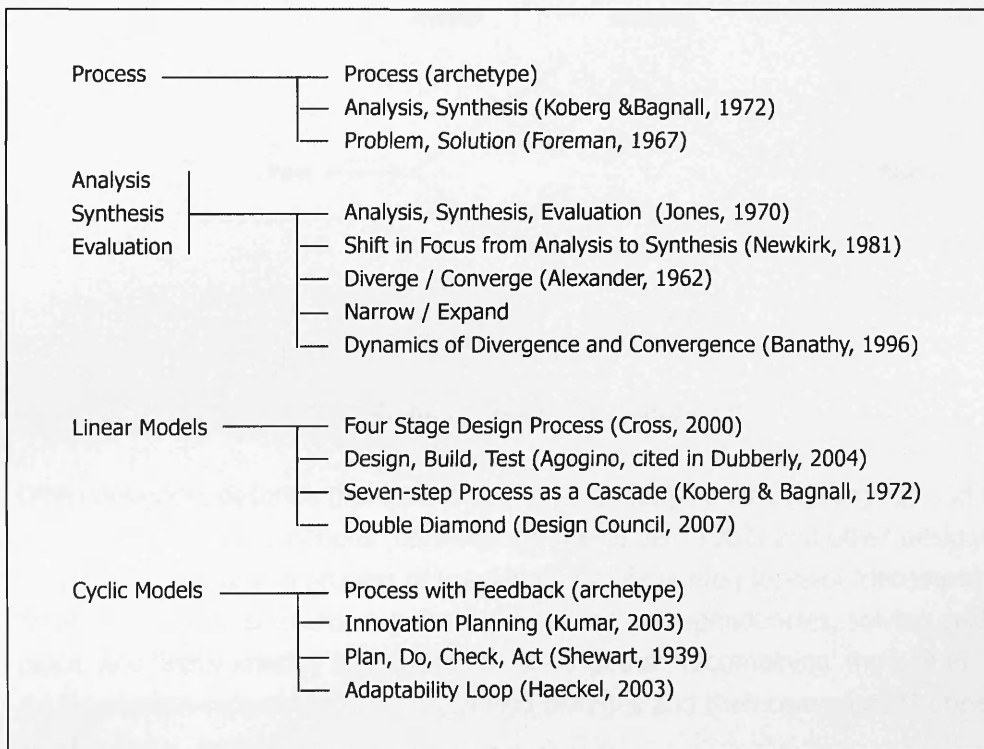 Process
Process (archetype)
Analysis, Synthesis (Koberg &Bagnall, 1972)
Problem, Solution (Foreman, 1967)
Analysis
Synthesis
Evaluation
Analysis, Synthesis, Evaluation (Jones, 1970)
Shift in Focus from Analysis to Synthesis (Newkirk, 1981)
Diverge / Converge (Alexander, 1962)
Narrow / Expand
Dynamics of Divergence and Convergence (Banathy, 1996)
Linear Models
Four Stage Design Process (Cross, 2000)
Design, Build, Test (Agogino, cited in Dubberly, 2004)
Seven-step Process as a Cascade (Koberg & Bagnall, 1972)
Double Diamond (Design Council, 2007)
Cyclic Models
Process with Feedback (archetype)
Innovation Planning (Kumar, 2003)
Plan, Do, Check, Act (Shewart, 1939)
Adaptability Loop (Haeckel, 2003)